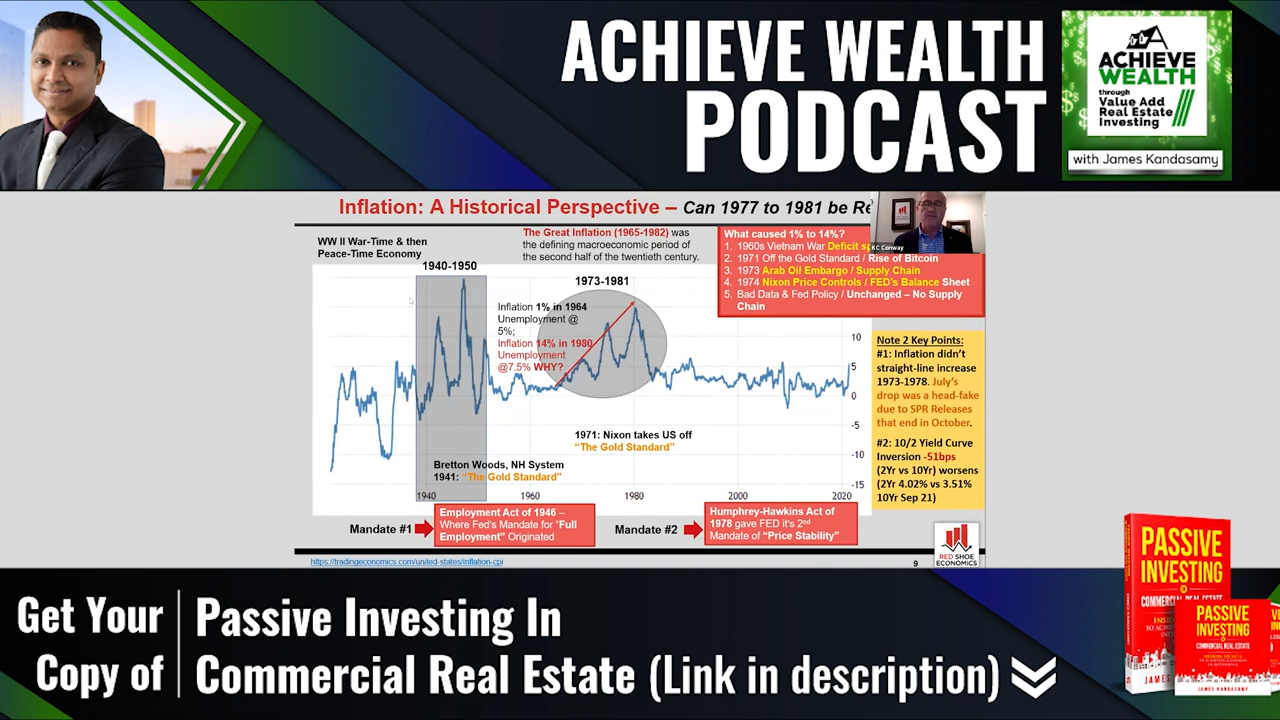 ACHIEVE WEALTH
PODCAST
ACHIEVE
WEALTH
through
Value Add
Real Estate
Investing
with James Kandasamy
Inflation: A Historical Perspective – Can 1977 to 1981 be Re
KC Conway
WW II War-Time & then
Peace-Time Economy
1940-1950
The Great Inflation (1965-1982) was
the defining macroeconomic period of
the second half of the twentieth century.
What caused 1% to 14%?
1. 1960s Vietnam War Deficit sp
2. 1971 Off the Gold Standard / Rise of Bitcoin
3. 1973 Arab Oil Embargo / Supply Chain
4. 1974 Nixon Price Controls / FED's Balance Sheet
5. Bad Data & Fed Policy / Unchanged – No Supply
Chain
1973-1981
Inflation 1% in 1964
Unemployment @
5%;
Inflation 14% in 1980
Unemployment
@7.5% WHY?
10
5
0
-5
-10
-15
Note 2 Key Points:
#1: Inflation didn't
straight-line increase
1973-1978. July's
drop was a head-fake
due to SPR Releases
that end in October.
#2: 10/2 Yield Curve
Inversion -51bps
(2Yr vs 10Yr) worsens
(2Yr 4.02% vs 3.51%
10Yr Sep 21)
1971: Nixon takes US off
"The Gold Standard"
Bretton Woods, NH System
1941: "The Gold Standard"
1940 1960 1980 2000 2020
Mandate #1
Employment Act of 1946 –
Where Fed's Mandate for "Full
Employment" Originated
Mandate #2
Humphrey-Hawkins Act of
1978 gave FED it's 2nd
Mandate of "Price Stability"
RED SHOE
ECONOMICS
https://tradingeconomics.com/united-states/inflation-cpi
9
Get Your
Copy of
Passive Investing In
Commercial Real Estate (Link in description)
PASSIVE
INVESTING
IN
COMMERCIAL REAL ESTATE
PASSIVE
INVESTING
COMMERCIAL REAL ESTATE
JAMES KANDASAMY